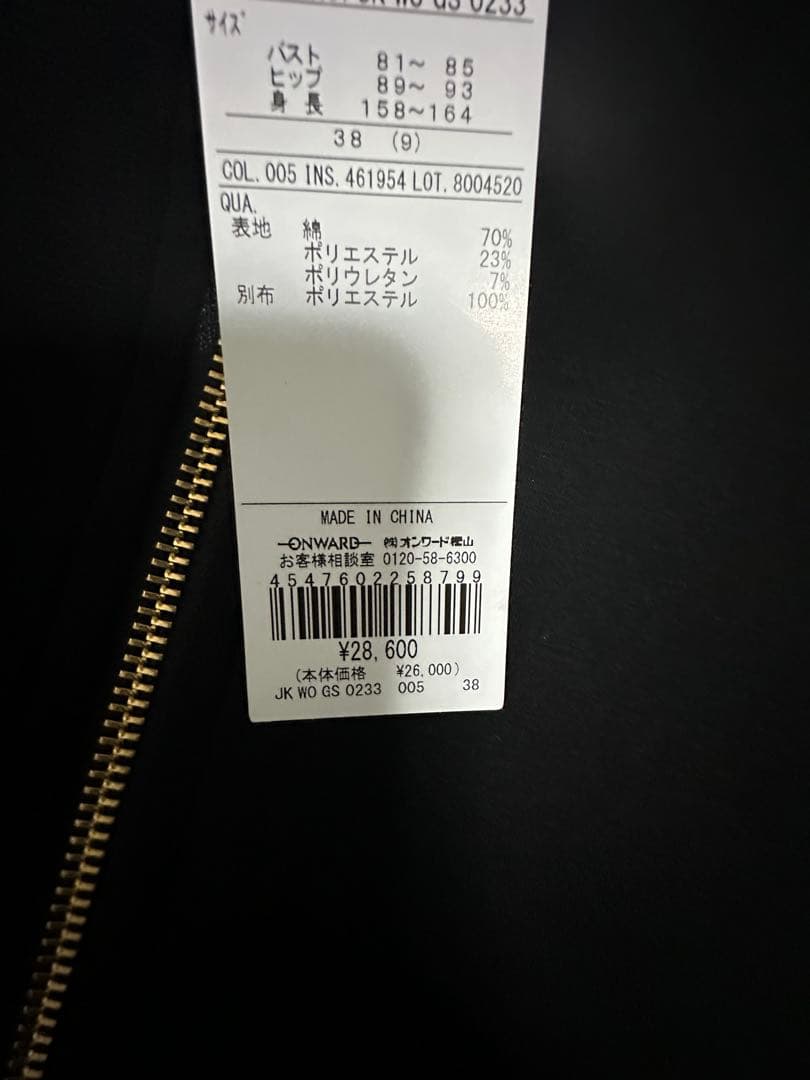 JK WO GS 0233
サイズ
バスト 81〜 85
ヒップ 89〜 93
身 長 158〜164
38 (9)
COL. 005 INS. 461954 LOT. 8004520
QUA.
表地 綿 70%
ポリエステル 23%
ポリウレタン 7%
別布 ポリエステル 100%
MADE IN CHINA
ONWARD ㈱オンワード樫山
お客様相談室 0120-58-6300
4547602258799
¥28,600
(本体価格 ¥26,000)
JK WO GS 0233 005 38